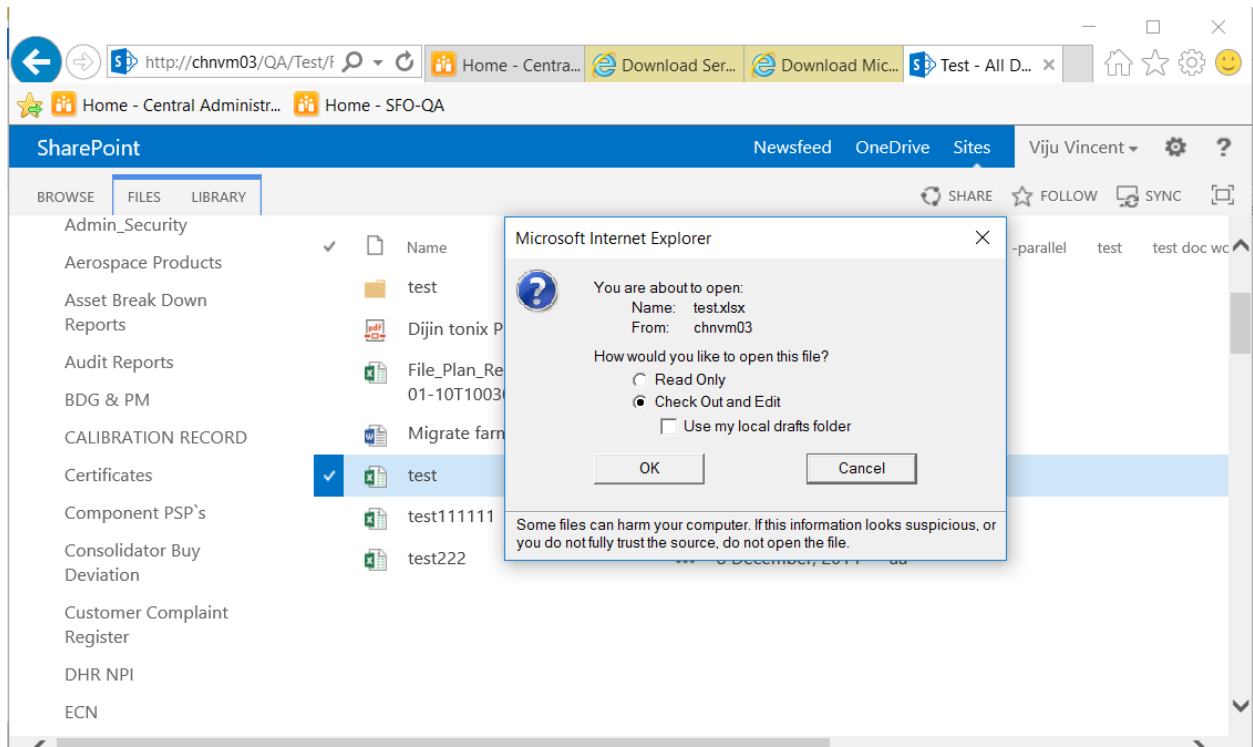 http://chnvm03/QA/Test/F
Home - Centra...
Download Ser...
Download Mic...
Test - All D...
Home - Central Administr...
Home - SFO-QA
SharePoint
Newsfeed OneDrive Sites Viju Vincent ?
BROWSE FILES LIBRARY SHARE FOLLOW SYNC
Admin_Security
Aerospace Products
Asset Break Down
Reports
Audit Reports
BDG & PM
CALIBRATION RECORD
Certificates
Component PSP`s
Consolidator Buy
Deviation
Customer Complaint
Register
DHR NPI
ECN
Name -parallel test test doc wc
test
Dijin tonix P
File_Plan_Re
01-10T1003
Migrate farn
test
test111111
test222
Microsoft Internet Explorer
You are about to open:
Name: test.xlsx
From: chnvm03
How would you like to open this file?
Read Only
Check Out and Edit
Use my local drafts folder
OK Cancel
Some files can harm your computer. If this information looks suspicious, or
you do not fully trust the source, do not open the file.